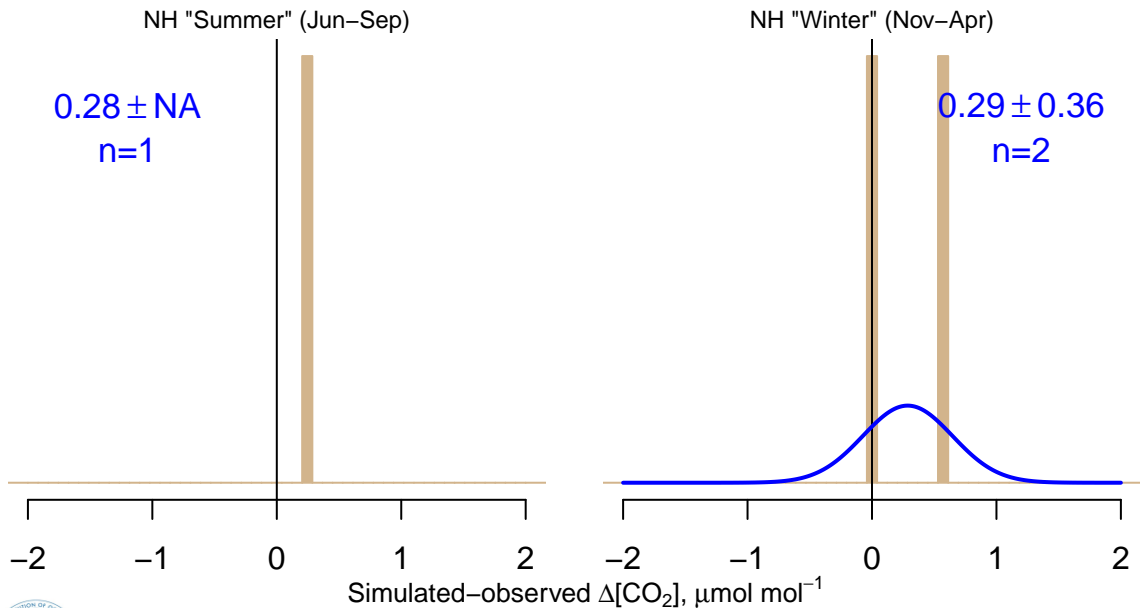 NH "Summer" (Jun−Sep)
0.28 ± NA
n=1
−2 −1 0 1 2
NH "Winter" (Nov−Apr)
0.29 ± 0.36
n=2
−2 −1 0 1 2
Simulated−observed Δ[CO₂], μmol mol⁻¹